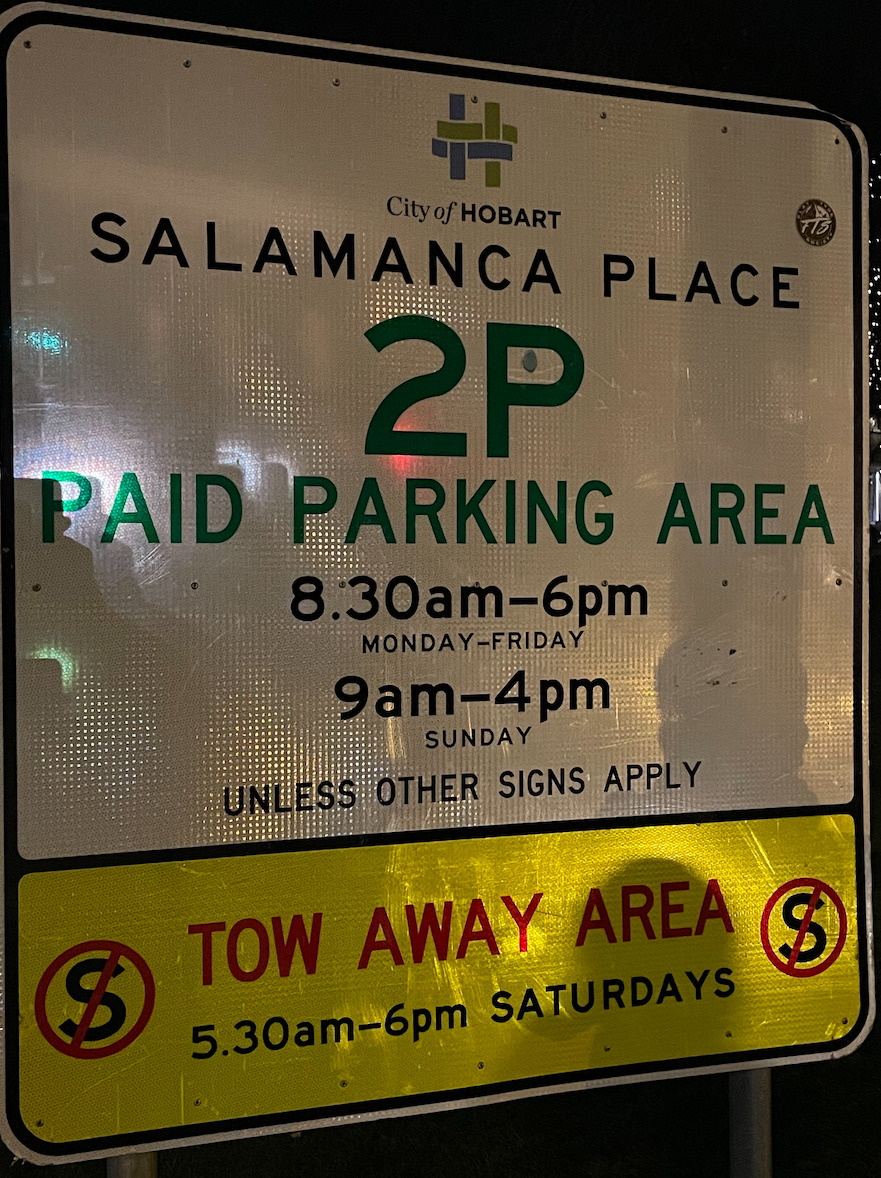 City of HOBART
SALAMANCA PLACE
FTS
2P
PAID PARKING AREA
8.30am–6pm
MONDAY–FRIDAY
9am–4pm
SUNDAY
UNLESS OTHER SIGNS APPLY
TOW AWAY AREA
S
S
5.30am–6pm SATURDAYS